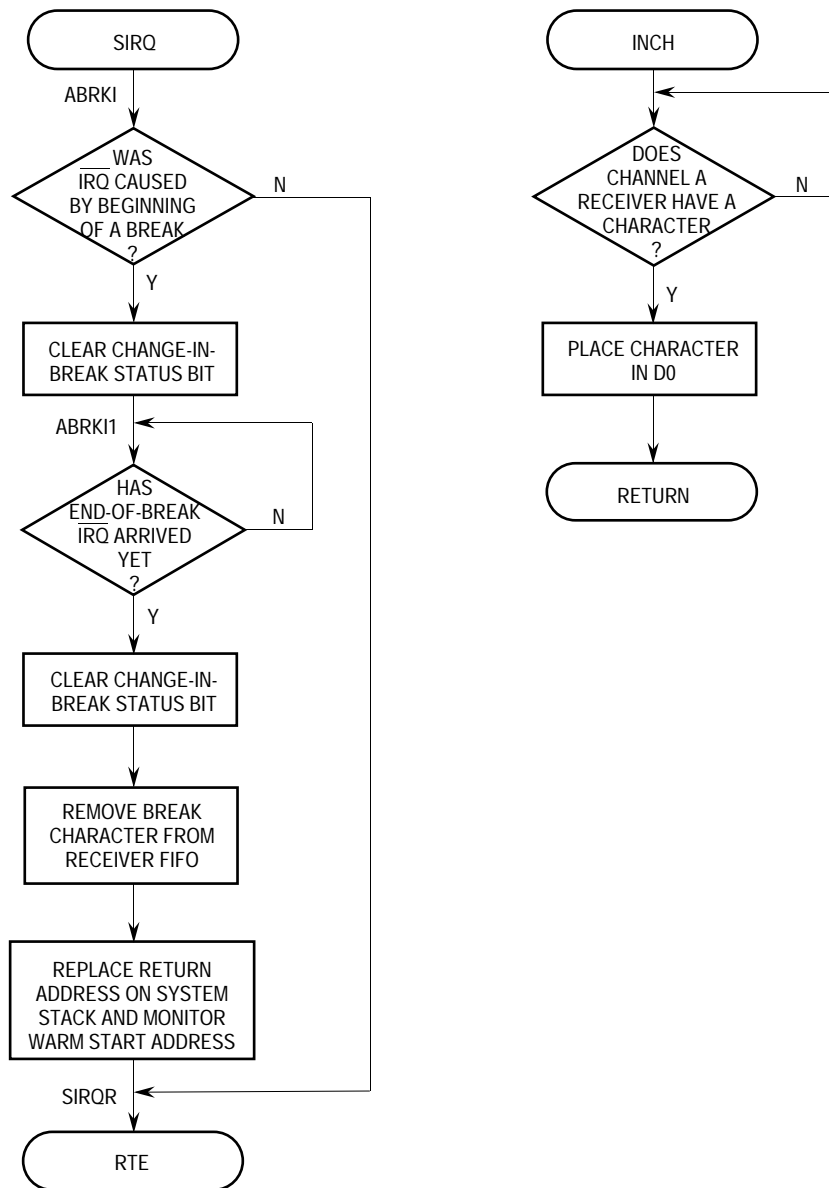 SIRQ
ABRKI
WAS
IRQ CAUSED
BY BEGINNING
OF A BREAK
?
N
Y
CLEAR CHANGE-IN-
BREAK STATUS BIT
ABRKI1
HAS
END-OF-BREAK
IRQ ARRIVED
YET
?
N
Y
CLEAR CHANGE-IN-
BREAK STATUS BIT
REMOVE BREAK
CHARACTER FROM
RECEIVER FIFO
REPLACE RETURN
ADDRESS ON SYSTEM
STACK AND MONITOR
WARM START ADDRESS
SIRQR
RTE
INCH
DOES
CHANNEL A
RECEIVER HAVE A
CHARACTER
?
N
Y
PLACE CHARACTER
IN D0
RETURN